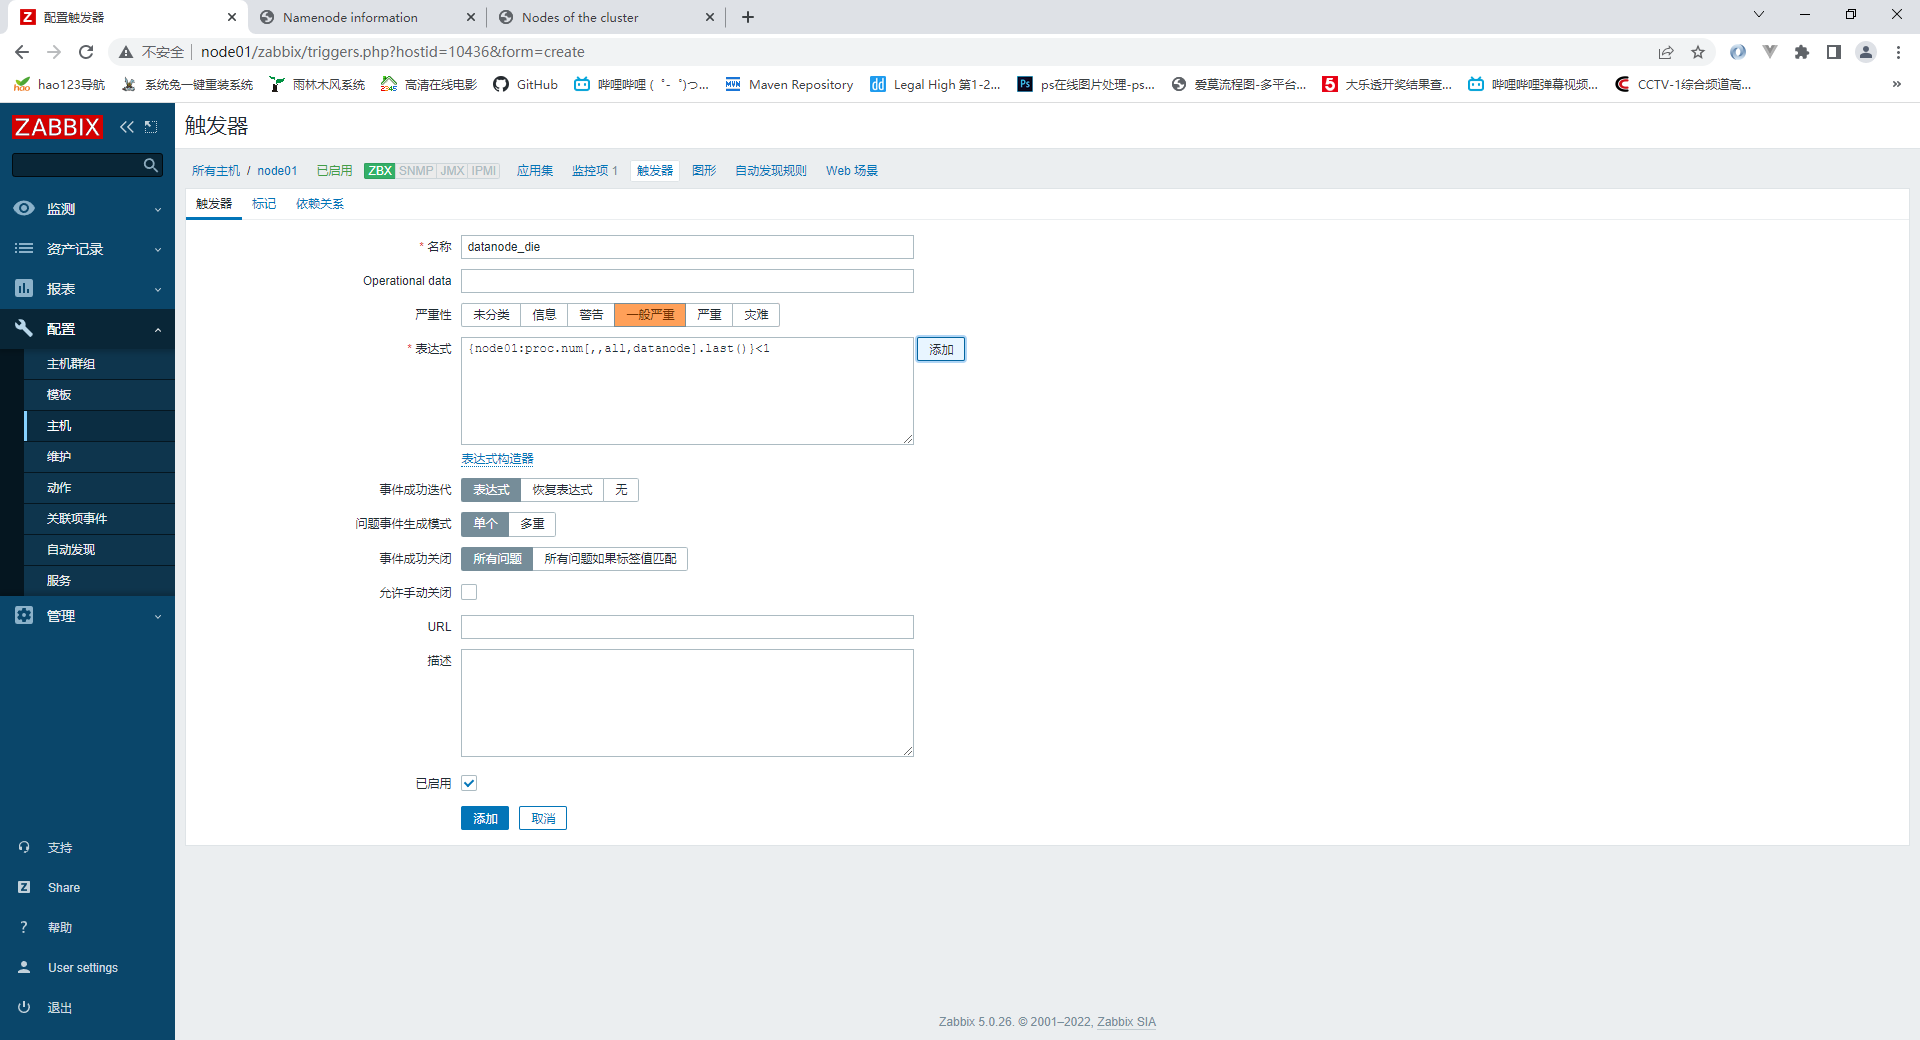 配置触发器
Namenode information
Nodes of the cluster
不安全 node01/zabbix/triggers.php?hostid=10436&form=create
hao123导航
系统兔一键重装系统
雨林木风系统
高清在线电影
GitHub
哔哩哔哩 ( ゜- ゜)つ...
Maven Repository
Legal High 第1-2...
ps在线图片处理-ps...
爱莫流程图-多平台...
大乐透开奖结果查...
哔哩哔哩弹幕视频...
CCTV-1综合频道高...
»
ZABBIX
监测
资产记录
报表
配置
主机群组
模板
主机
维护
动作
关联项事件
自动发现
服务
管理
支持
Share
帮助
User settings
退出
触发器
所有主机 / node01 已启用 ZBX SNMP JMX IPMI 应用集 监控项 1 触发器 图形 自动发现规则 Web 场景
触发器 标记 依赖关系
* 名称 datanode_die
Operational data
严重性 未分类 信息 警告 一般严重 严重 灾难
* 表达式 {node01:proc.num[,,all,datanode].last()}<1 添加
表达式构造器
事件成功迭代 表达式 恢复表达式 无
问题事件生成模式 单个 多重
事件成功关闭 所有问题 所有问题如果标签值匹配
允许手动关闭
URL
描述
已启用
添加 取消
Zabbix 5.0.26. © 2001–2022, Zabbix SIA